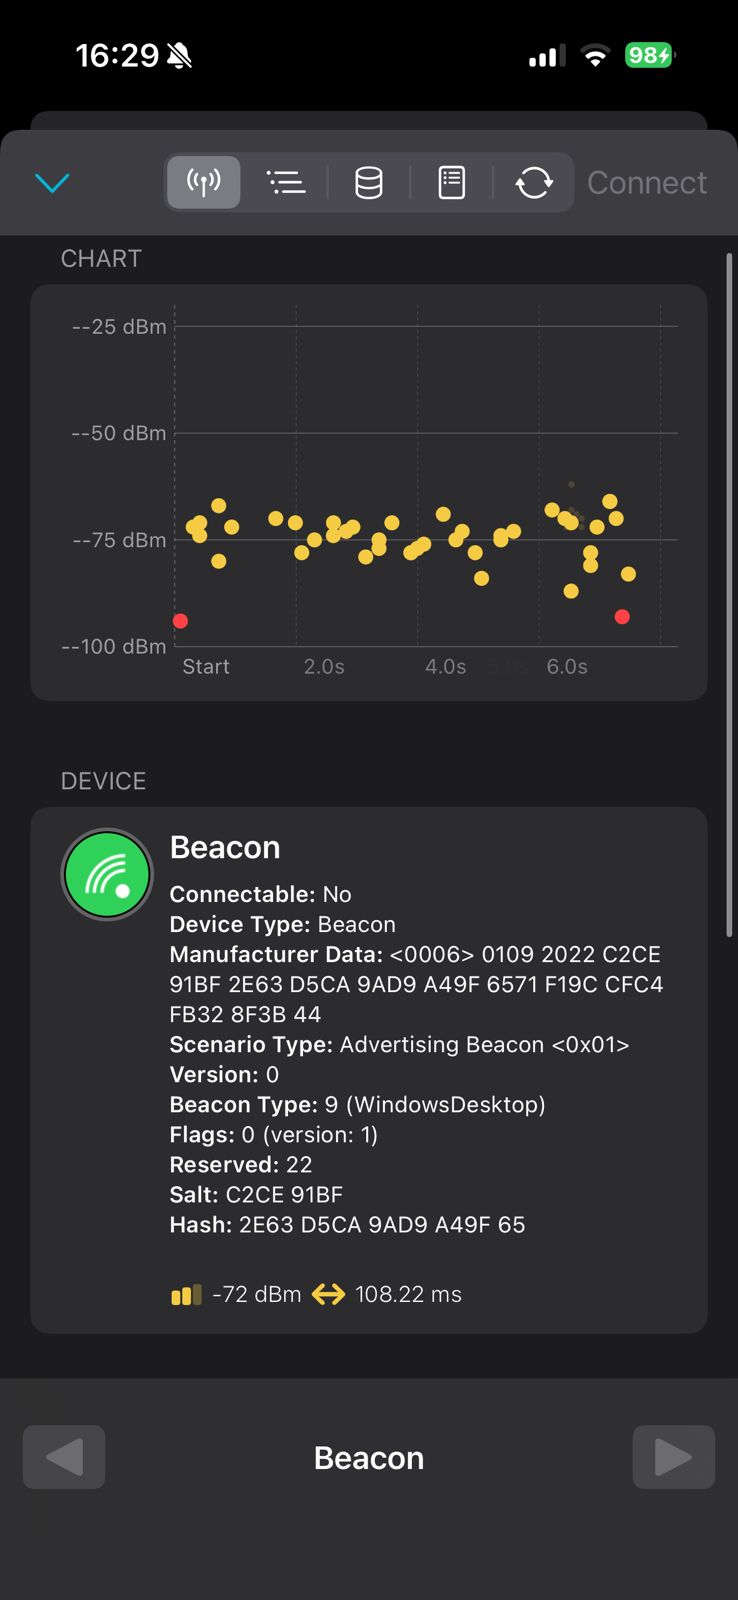 16:29
98
Connect
CHART
--25 dBm
--50 dBm
--75 dBm
--100 dBm
Start 2.0s 4.0s 5.0s 6.0s
DEVICE
Beacon
Connectable: No
Device Type: Beacon
Manufacturer Data: <0006> 0109 2022 C2CE
91BF 2E63 D5CA 9AD9 A49F 6571 F19C CFC4
FB32 8F3B 44
Scenario Type: Advertising Beacon <0x01>
Version: 0
Beacon Type: 9 (WindowsDesktop)
Flags: 0 (version: 1)
Reserved: 22
Salt: C2CE 91BF
Hash: 2E63 D5CA 9AD9 A49F 65
-72 dBm 108.22 ms
Beacon